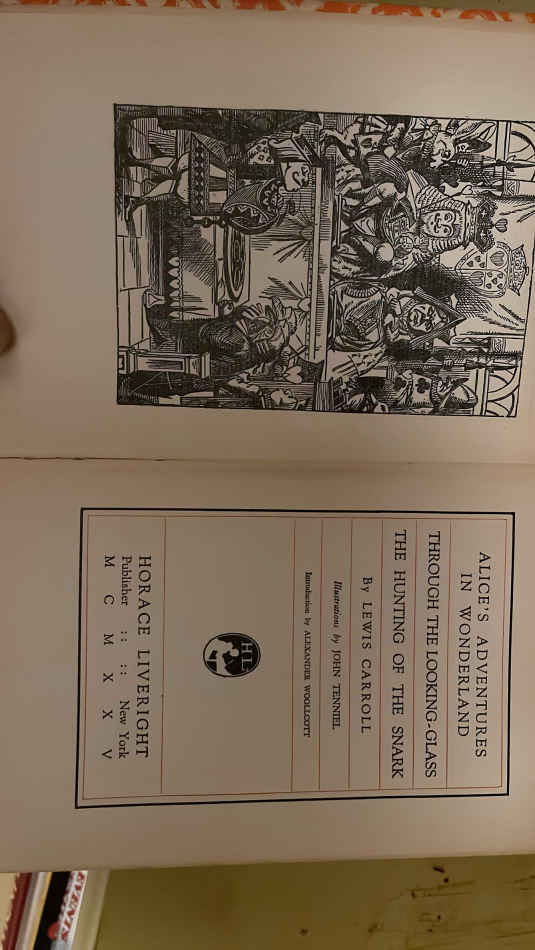 ALICE'S ADVENTURES
IN WONDERLAND
THROUGH THE LOOKING-GLASS
THE HUNTING OF THE SNARK
By LEWIS CARROLL
Illustrations by JOHN TENNIEL
Introduction by ALEXANDER WOOLLCOTT
HL
HORACE LIVERIGHT
Publisher :: :: New York
M C M X X V